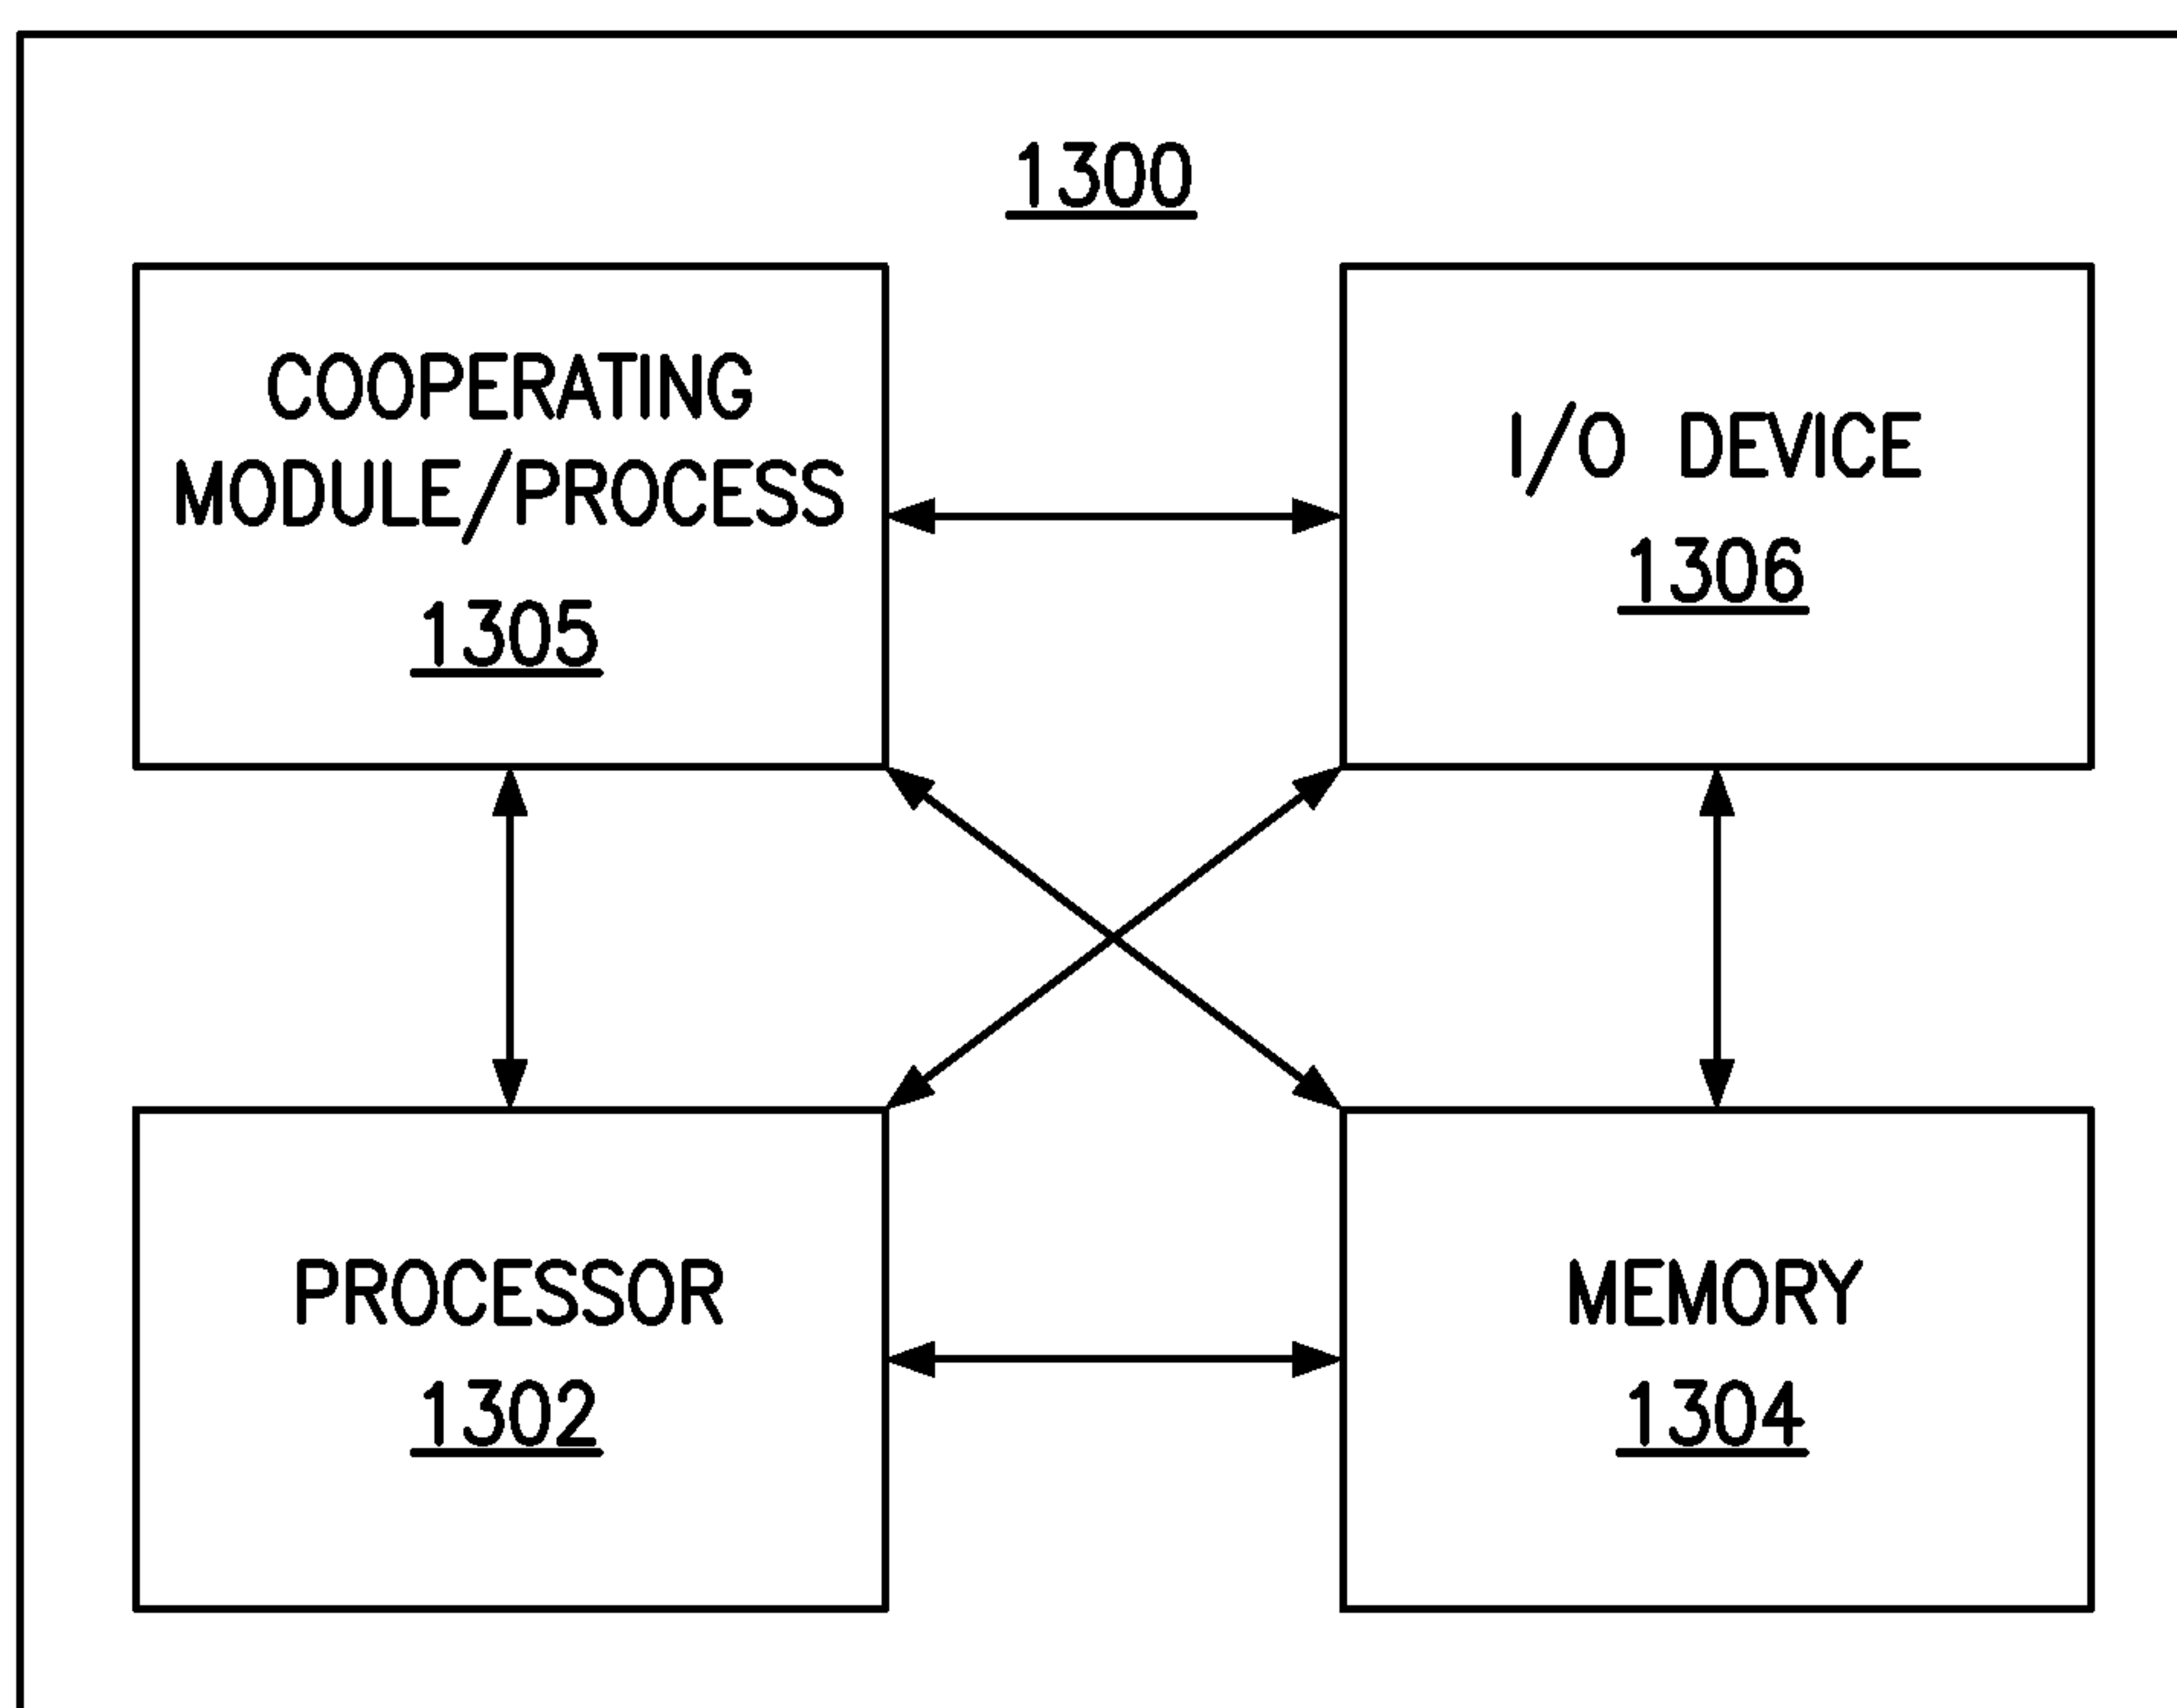 1300
COOPERATING
MODULE/PROCESS
1305
I/O DEVICE
1306
PROCESSOR
1302
MEMORY
1304